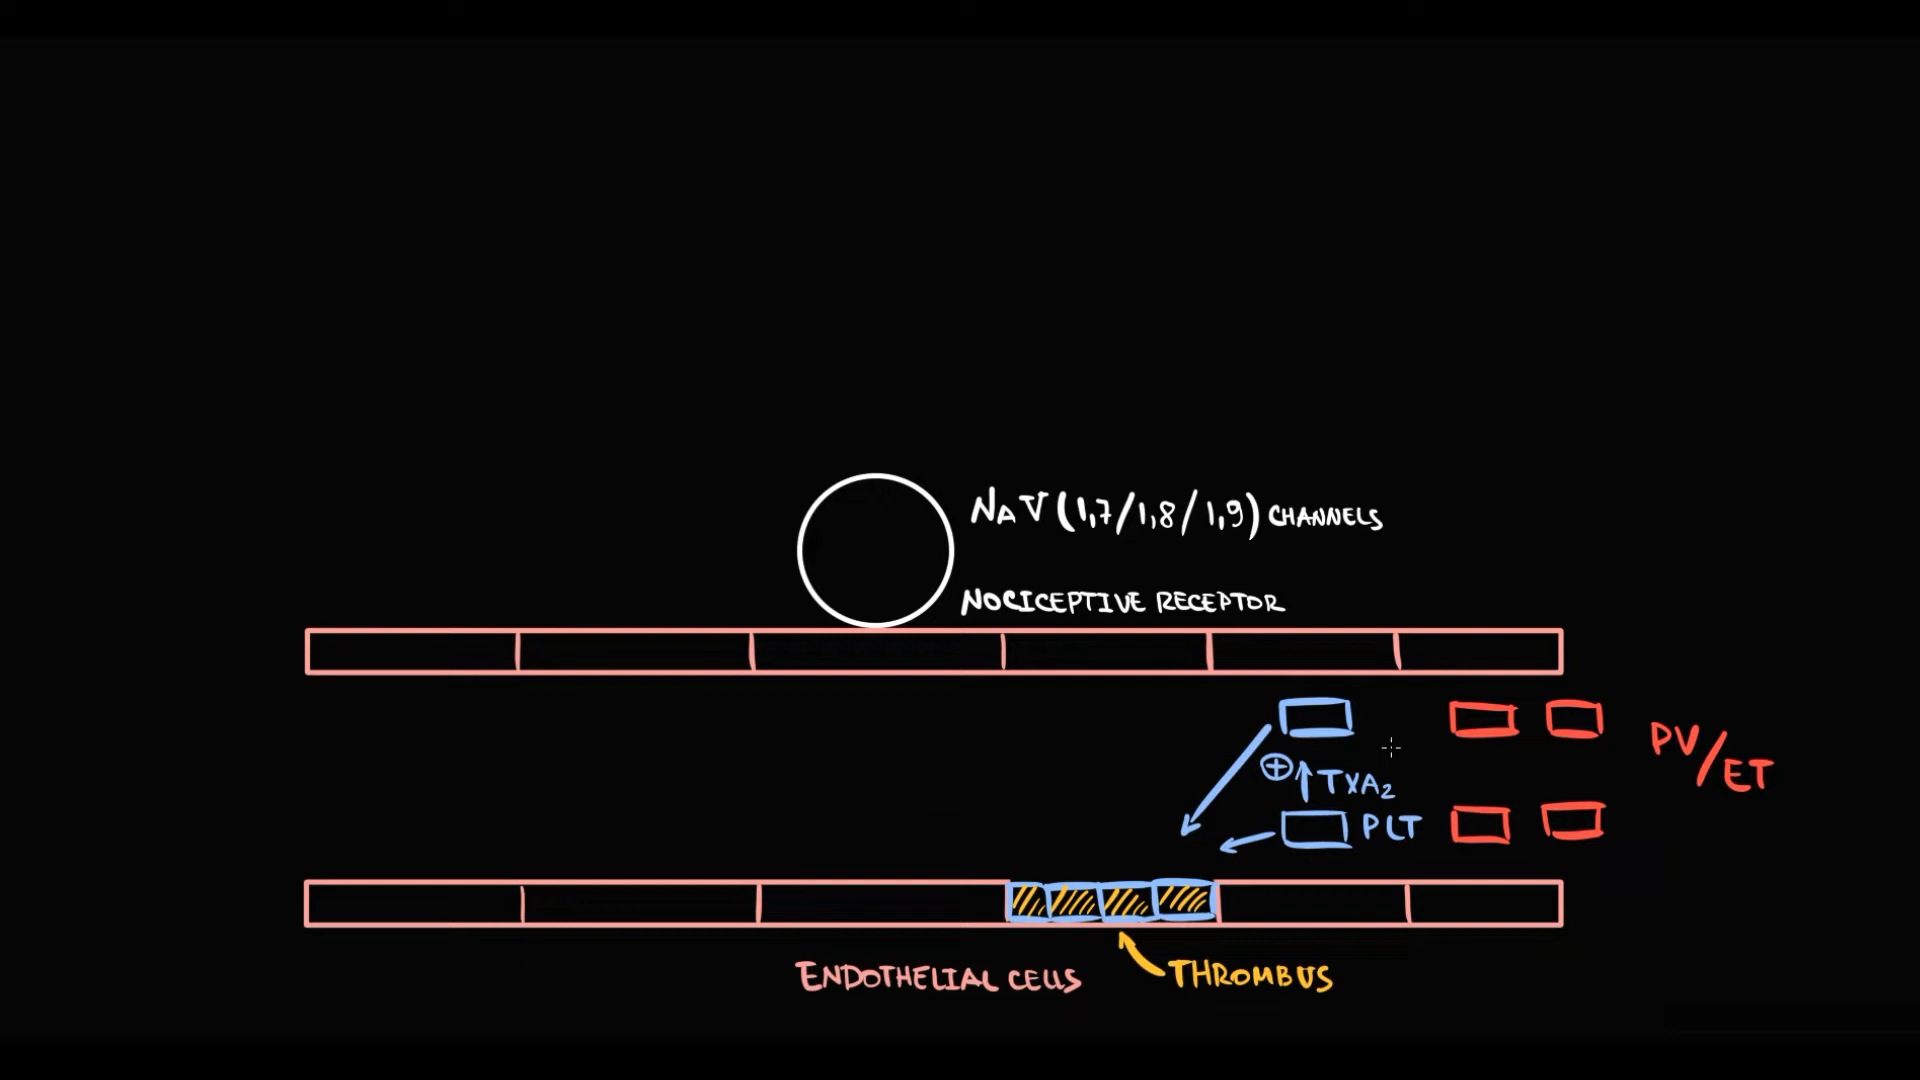 NaV (1,7/1,8/1,9) CHANNELS
NOCICEPTIVE RECEPTOR
PV/ET
⊕ ↑ TXA2
PLT
ENDOTHELIAL CELLS
THROMBUS